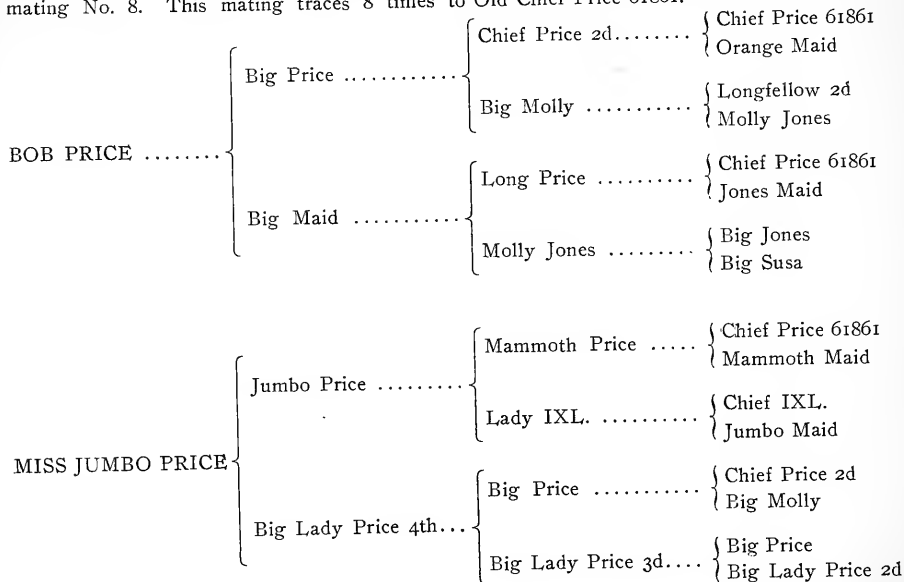 mating No. 8. This mating traces 8 times to Old Chief Price 61861.
Chief Price 2d........
Chief Price 61861
Orange Maid
Big Price ............
Big Molly ...........
Longfellow 2d
Molly Jones
BOB PRICE ........
Long Price ..........
Chief Price 61861
Jones Maid
Big Maid ...........
Molly Jones .........
Big Jones
Big Susa
Mammoth Price .....
Chief Price 61861
Mammoth Maid
Jumbo Price .........
Lady IXL. ..........
Chief IXL.
Jumbo Maid
MISS JUMBO PRICE
Big Price ...........
Chief Price 2d
Big Molly
Big Lady Price 4th...
Big Lady Price 3d....
Big Price
Big Lady Price 2d